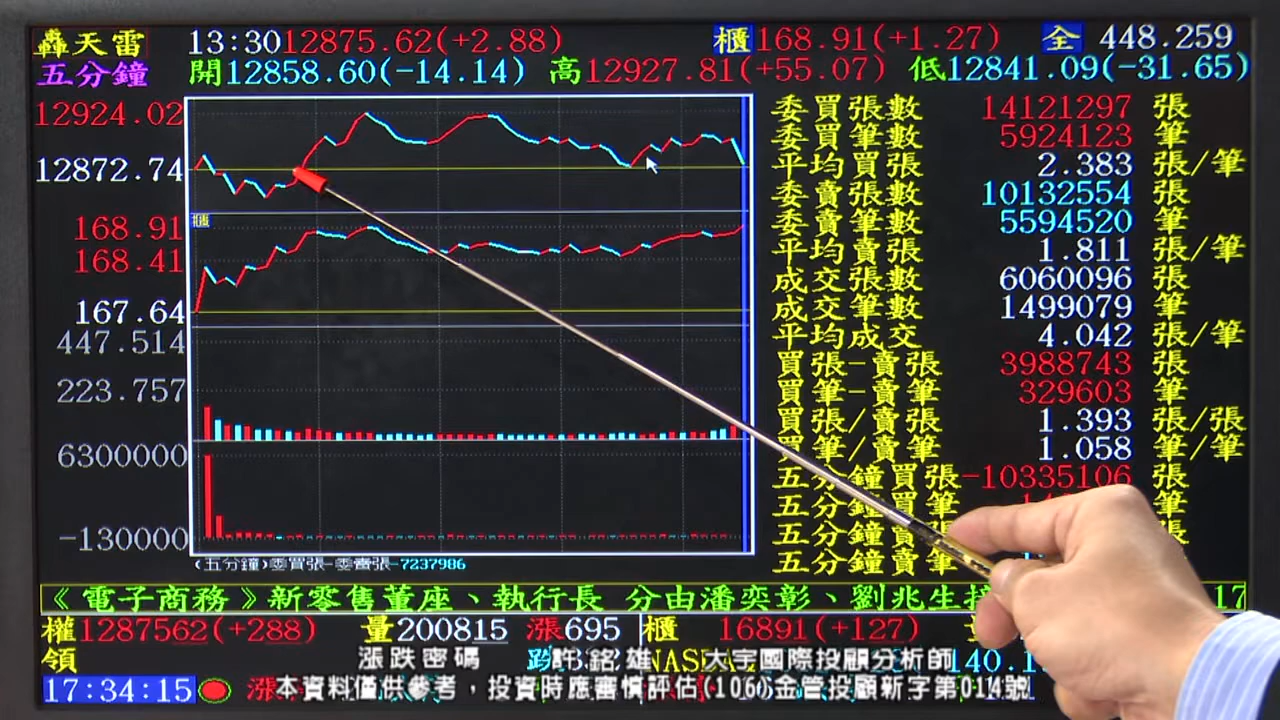 轟天雷 13:30 12875.62(+2.88) 櫃 168.91(+1.27) 全 448.259
五分鐘 開12858.60(-14.14) 高12927.81(+55.07) 低12841.09(-31.65)
12924.02
12872.74
168.91
168.41
167.64
447.514
223.757
6300000
-130000
櫃
(五分鐘)委買張-委賣張-7237986
委買張數 14121297 張
委買筆數 5924123 筆
平均買張 2.383 張/筆
委賣張數 10132554 張
委賣筆數 5594520 筆
平均賣張 1.811 張/筆
成交張數 6060096 張
成交筆數 1499079 筆
平均成交 4.042 張/筆
買張-賣張 3988743 張
買筆-賣筆 329603 筆
買張/賣張 1.393 張/張
買筆/賣筆 1.058 筆/筆
五分鐘買張-10335106 張
五分鐘買筆 筆
五分鐘賣張 張
五分鐘賣筆 筆
《電子商務》新零售董座、執行長 分由潘奕彰、劉兆生 17
權1287562(+288) 量200815 漲695 櫃 16891(+127)
領 跌 NASDA 140.1
漲跌密碼 許銘雄 大宇國際投顧分析師
17:34:15 漲
本資料僅供參考，投資時應審慎評估(106)金管投顧新字第014號